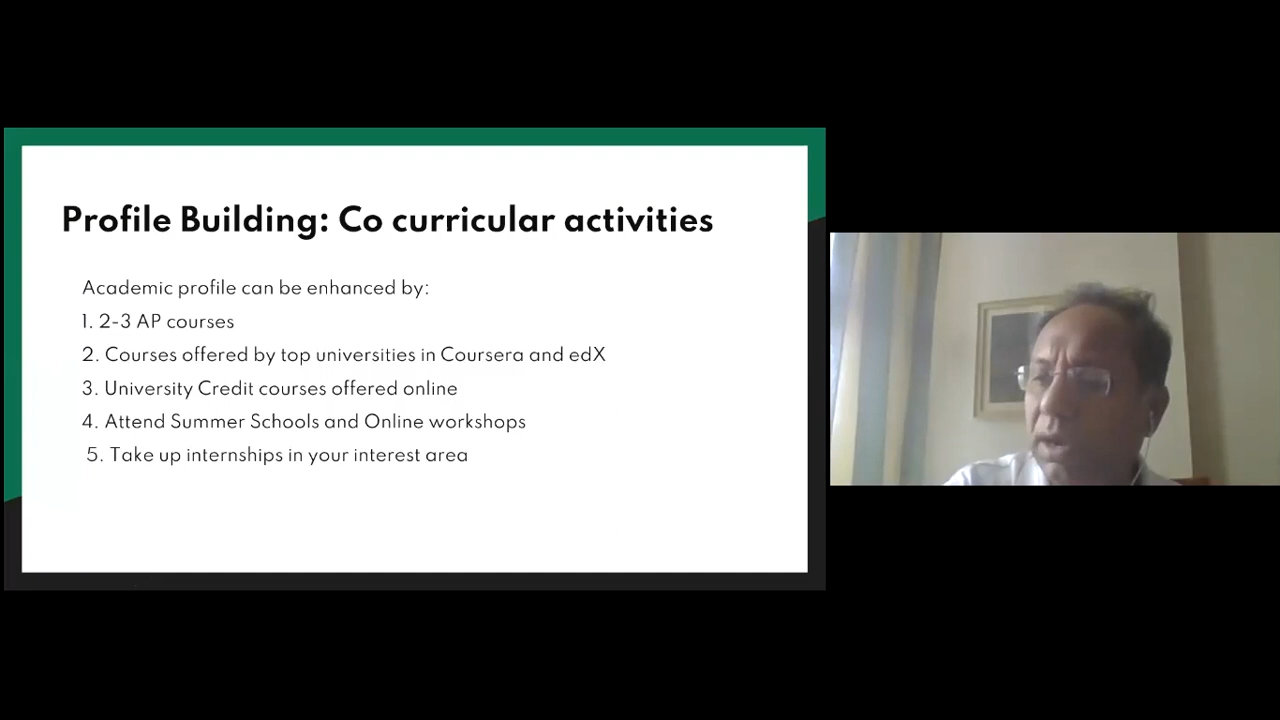 Profile Building: Co curricular activities
Academic profile can be enhanced by:
1. 2-3 AP courses
2. Courses offered by top universities in Coursera and edX
3. University Credit courses offered online
4. Attend Summer Schools and Online workshops
5. Take up internships in your interest area